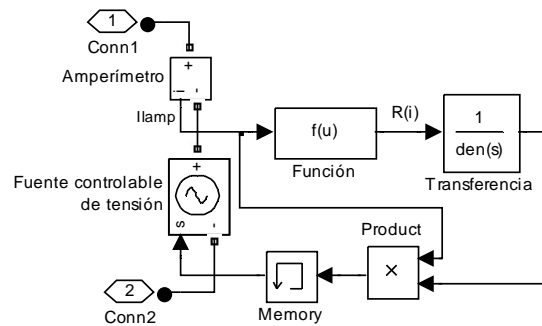 1
Conn1
+
Amperímetro
i
-
Ilamp
f(u)
Función
R(i)
1
den(s)
Transferencia
+
Fuente controlable
de tensión
s
-
Product
×
Memory
2
Conn2